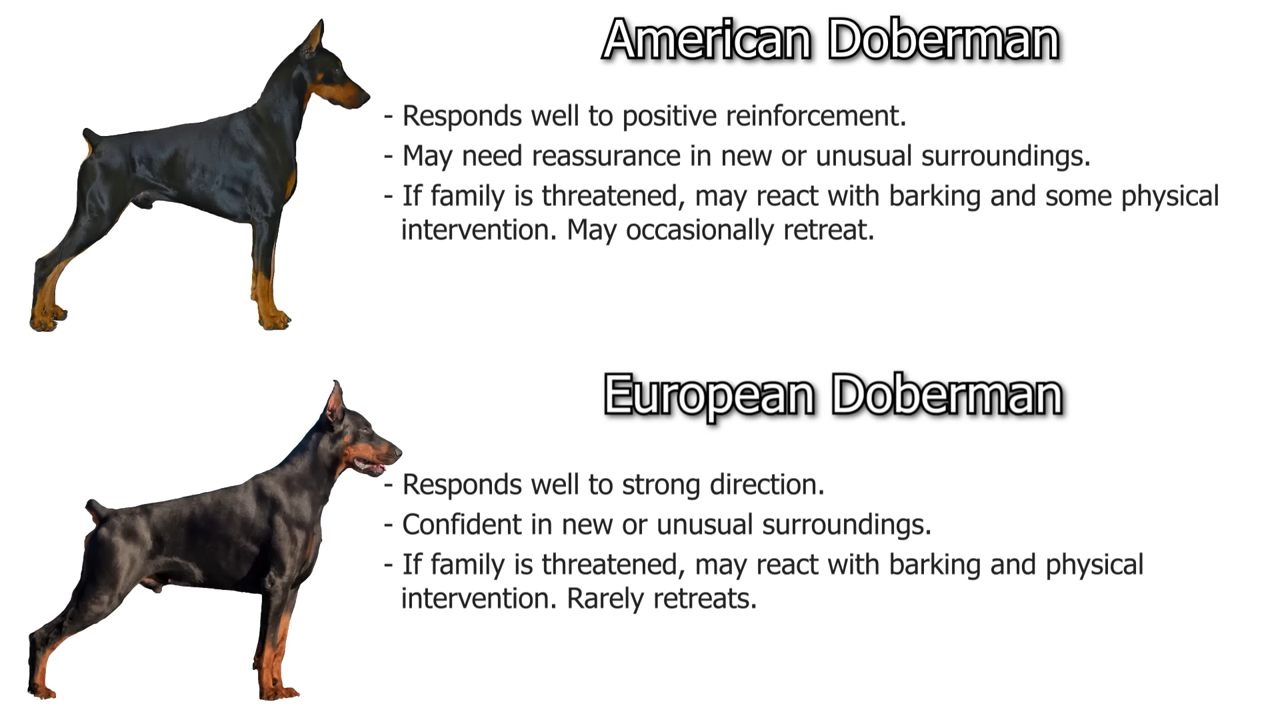 American Doberman
- Responds well to positive reinforcement.
- May need reassurance in new or unusual surroundings.
- If family is threatened, may react with barking and some physical
intervention. May occasionally retreat.
European Doberman
- Responds well to strong direction.
- Confident in new or unusual surroundings.
- If family is threatened, may react with barking and physical
intervention. Rarely retreats.